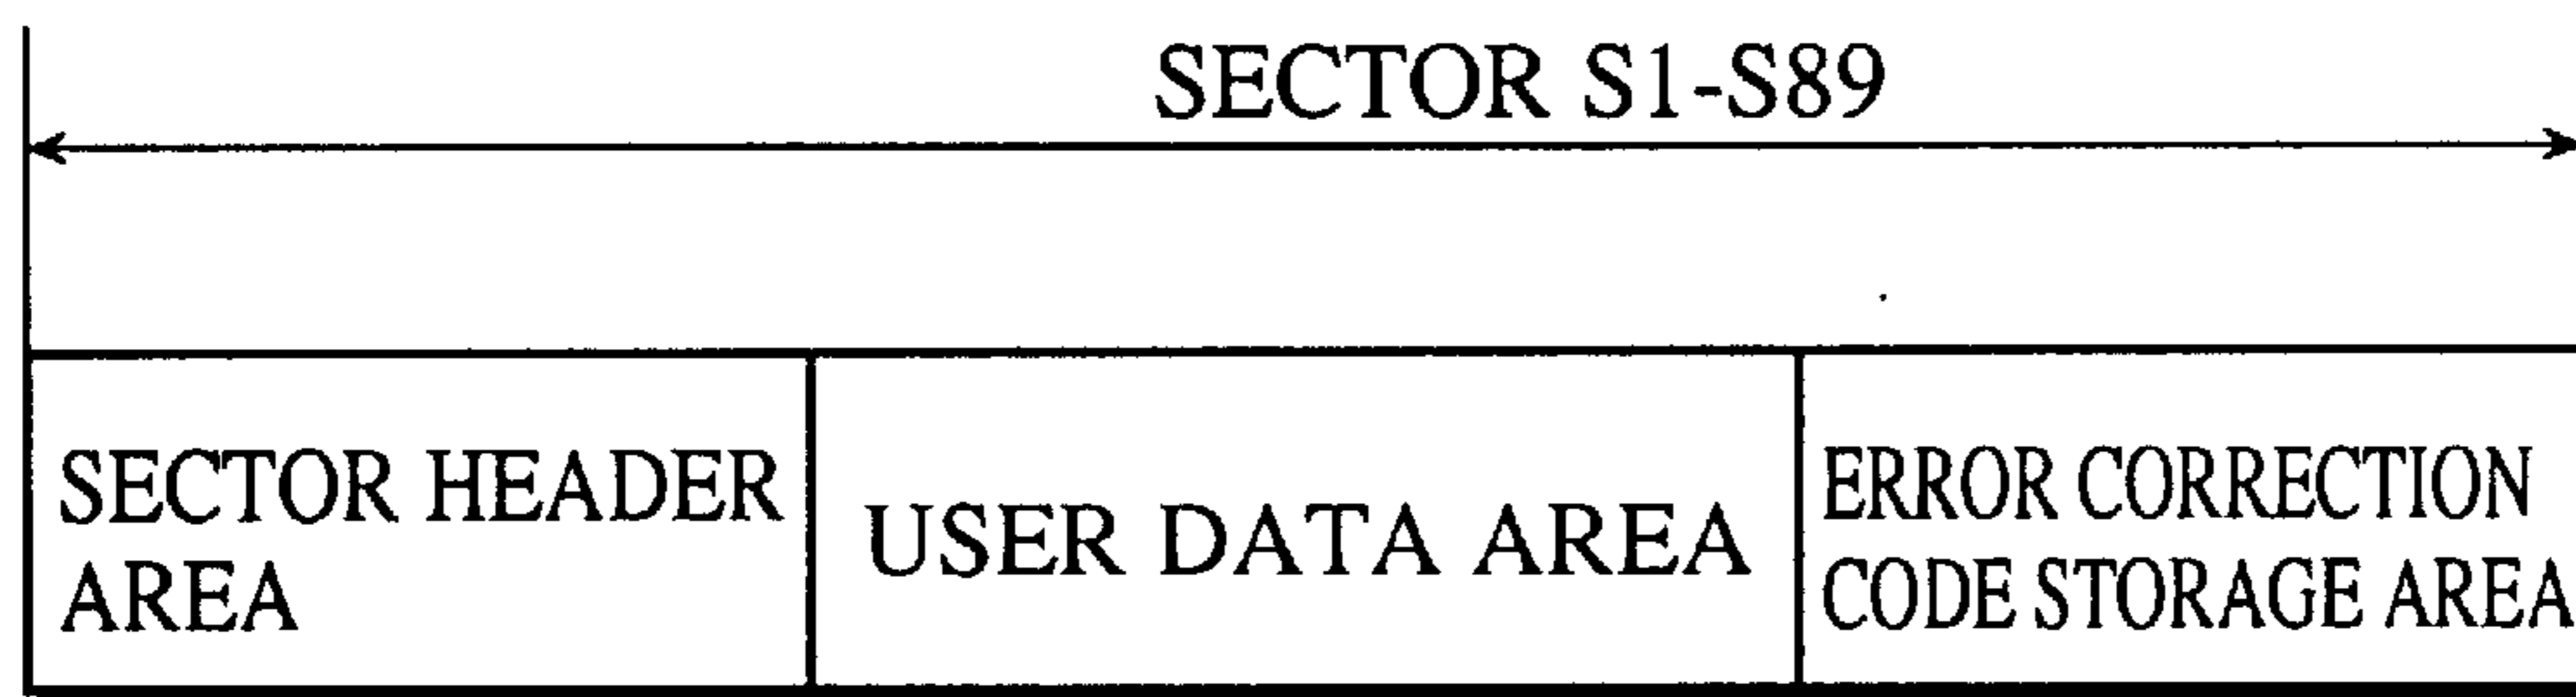 SECTOR S1-S89
SECTOR HEADER
AREA
USER DATA AREA
ERROR CORRECTION
CODE STORAGE AREA